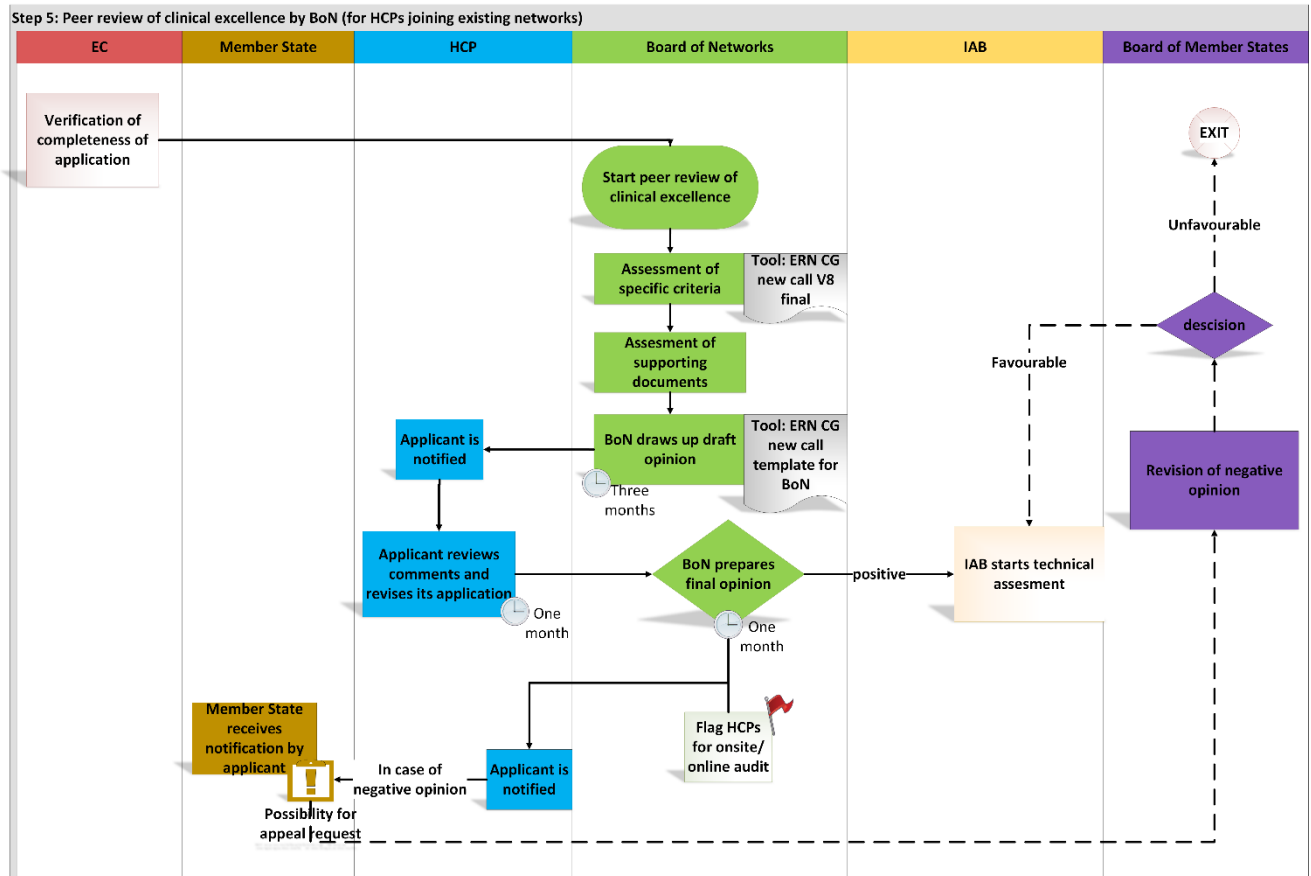 Step 5: Peer review of clinical excellence by BoN (for HCPs joining existing networks)
EC
Member State
HCP
Board of Networks
IAB
Board of Member States
Verification of
completeness of
application
EXIT
Start peer review of
clinical excellence
Unfavourable
Assessment of
specific criteria
Tool: ERN CG
new call V8
final
descision
Assesment of
supporting
documents
Favourable
Applicant is
notified
BoN draws up draft
opinion
Tool: ERN CG
new call
template for
BoN
Three
months
Revision of negative
opinion
Applicant reviews
comments and
revises its application
One
month
BoN prepares
final opinion
One
month
positive
IAB starts technical
assesment
Member State
receives
notification by
applicant
In case of
negative opinion
Applicant is
notified
Flag HCPs
for onsite/
online audit
Possibility for
appeal request